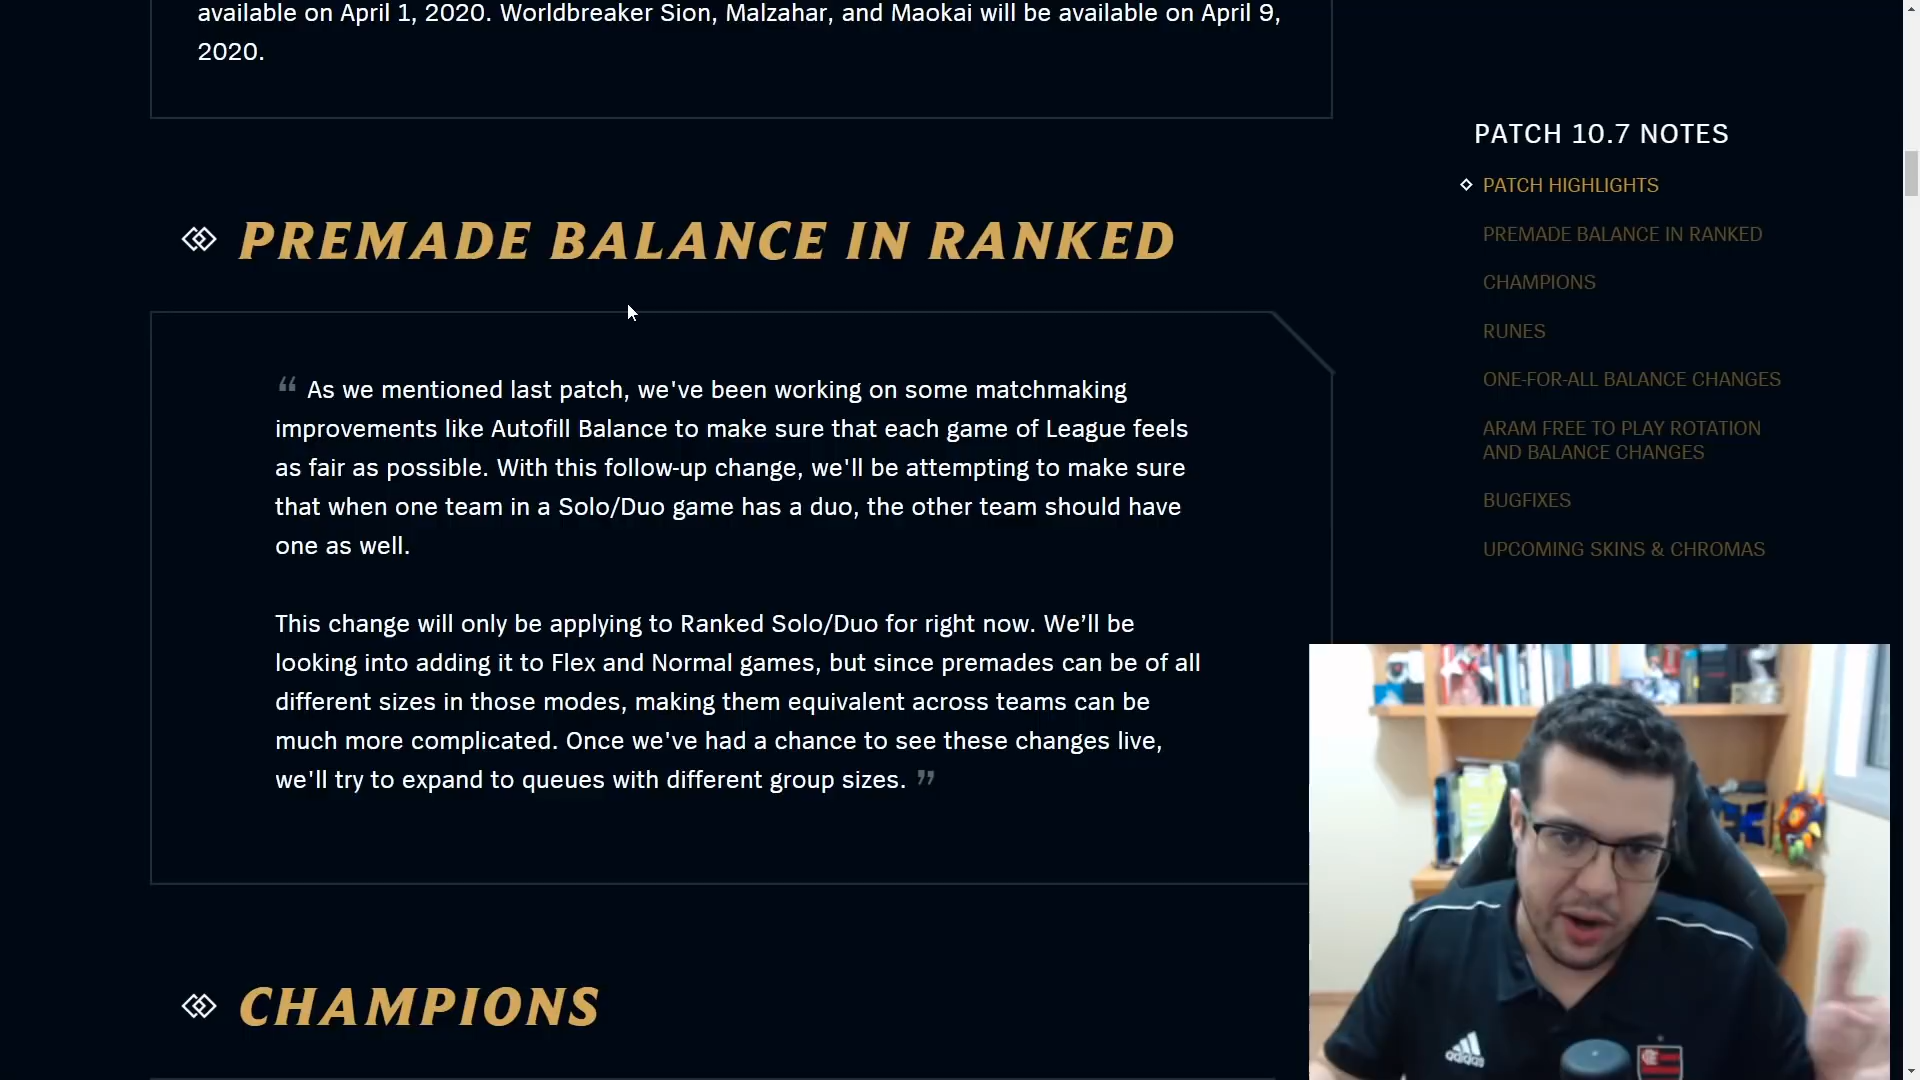 available on April 1, 2020. Worldbreaker Sion, Malzahar, and Maokai will be available on April 9,
2020.
PREMADE BALANCE IN RANKED
“ As we mentioned last patch, we've been working on some matchmaking
improvements like Autofill Balance to make sure that each game of League feels
as fair as possible. With this follow-up change, we'll be attempting to make sure
that when one team in a Solo/Duo game has a duo, the other team should have
one as well.
This change will only be applying to Ranked Solo/Duo for right now. We’ll be
looking into adding it to Flex and Normal games, but since premades can be of all
different sizes in those modes, making them equivalent across teams can be
much more complicated. Once we've had a chance to see these changes live,
we'll try to expand to queues with different group sizes. ”
CHAMPIONS
PATCH 10.7 NOTES
PATCH HIGHLIGHTS
PREMADE BALANCE IN RANKED
CHAMPIONS
RUNES
ONE-FOR-ALL BALANCE CHANGES
ARAM FREE TO PLAY ROTATION
AND BALANCE CHANGES
BUGFIXES
UPCOMING SKINS & CHROMAS
adidas